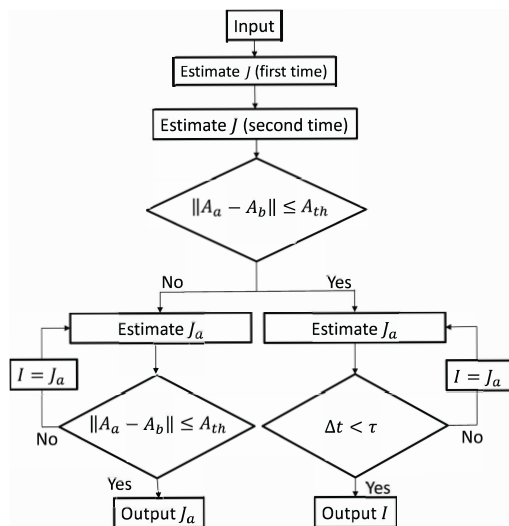 Input
Estimate J (first time)
Estimate J (second time)
‖A_a − A_b‖ ≤ A_th
No
Yes
Estimate J_a
Estimate J_a
I = J_a
I = J_a
‖A_a − A_b‖ ≤ A_th
Δt < τ
No
No
Yes
Yes
Output J_a
Output I